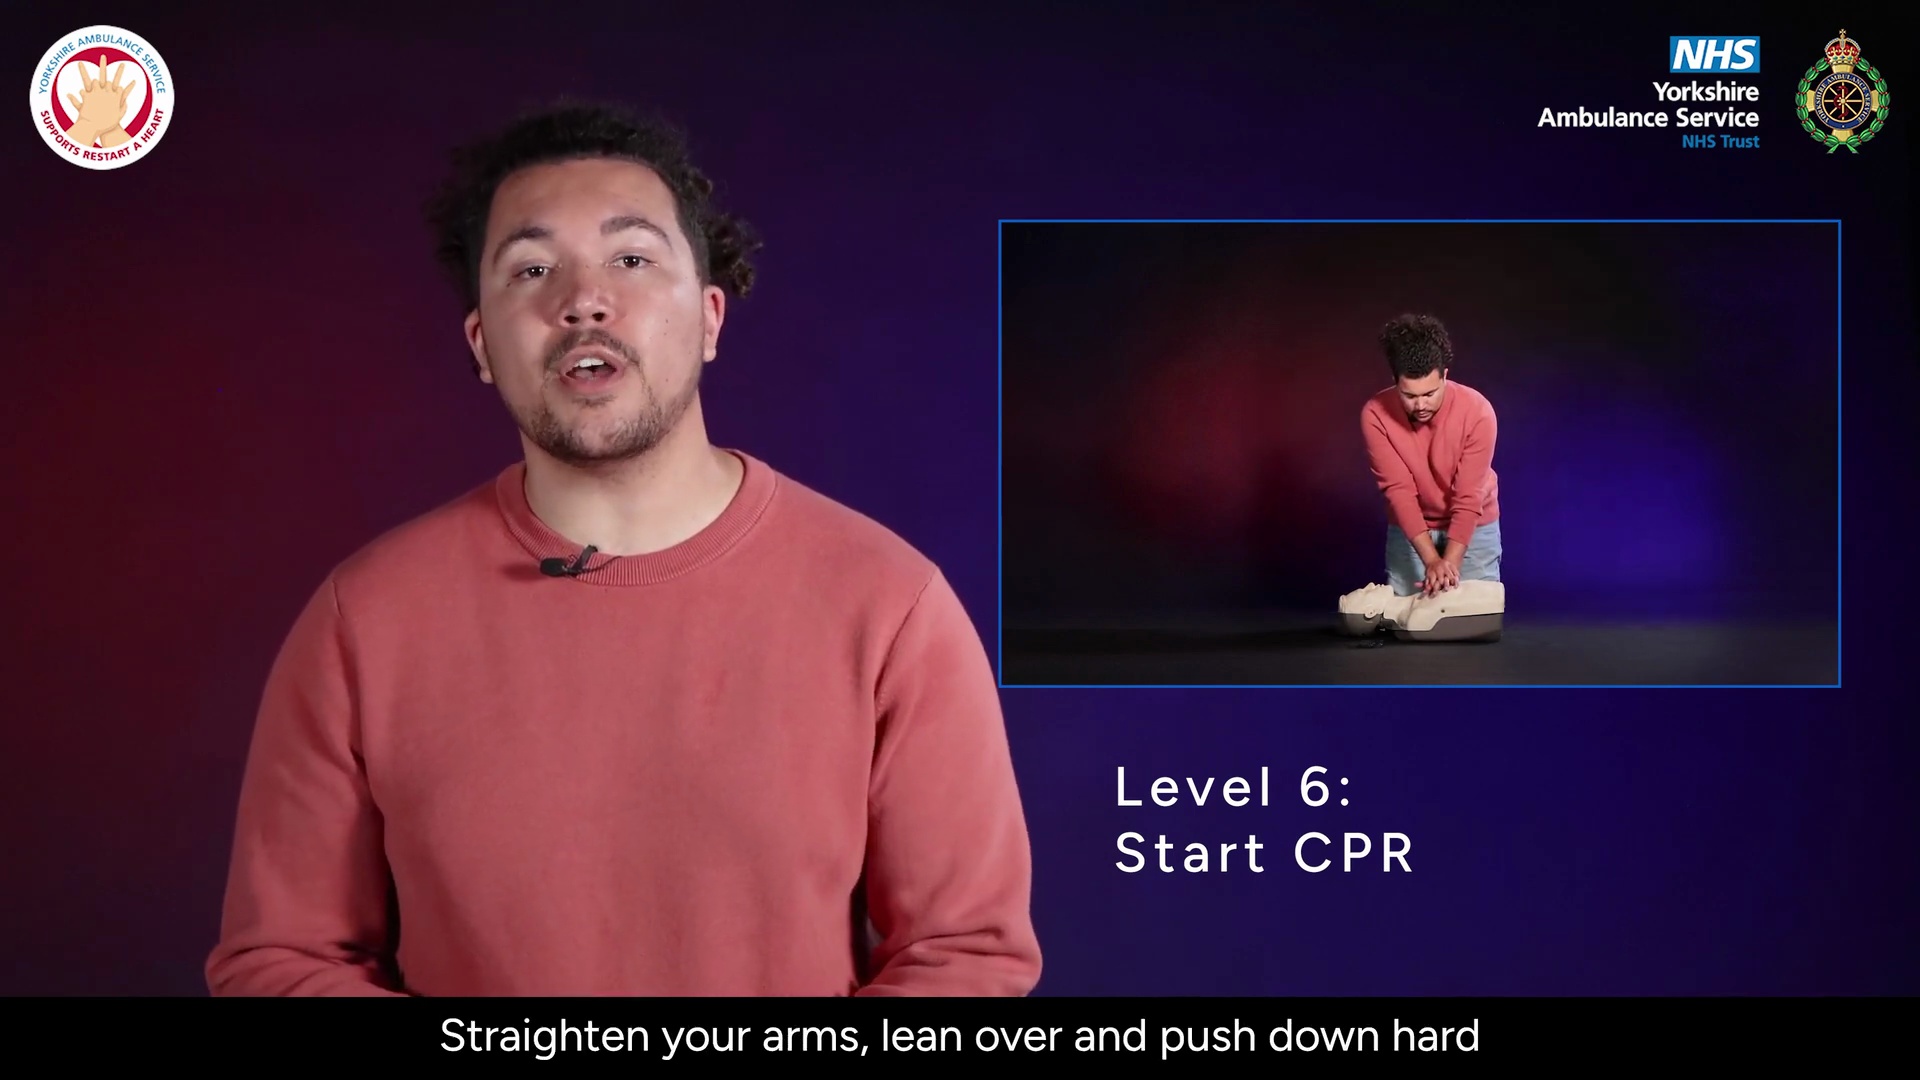 YORKSHIRE AMBULANCE SERVICE
SUPPORTS RESTART A HEART
NHS
Yorkshire
Ambulance Service
NHS Trust
Level 6:
Start CPR
Straighten your arms, lean over and push down hard